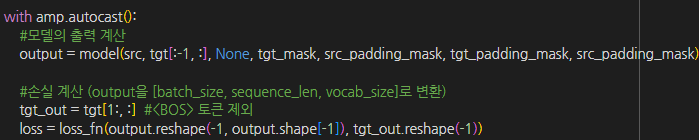 with amp.autocast():
#모델의 출력 계산
output = model(src, tgt[:-1, :], None, tgt_mask, src_padding_mask, tgt_padding_mask, src_padding_mask)
#손실 계산 (output을 [batch_size, sequence_len, vocab_size]로 변환)
tgt_out = tgt[1:, :]  #<BOS> 토큰 제외
loss = loss_fn(output.reshape(-1, output.shape[-1]), tgt_out.reshape(-1))